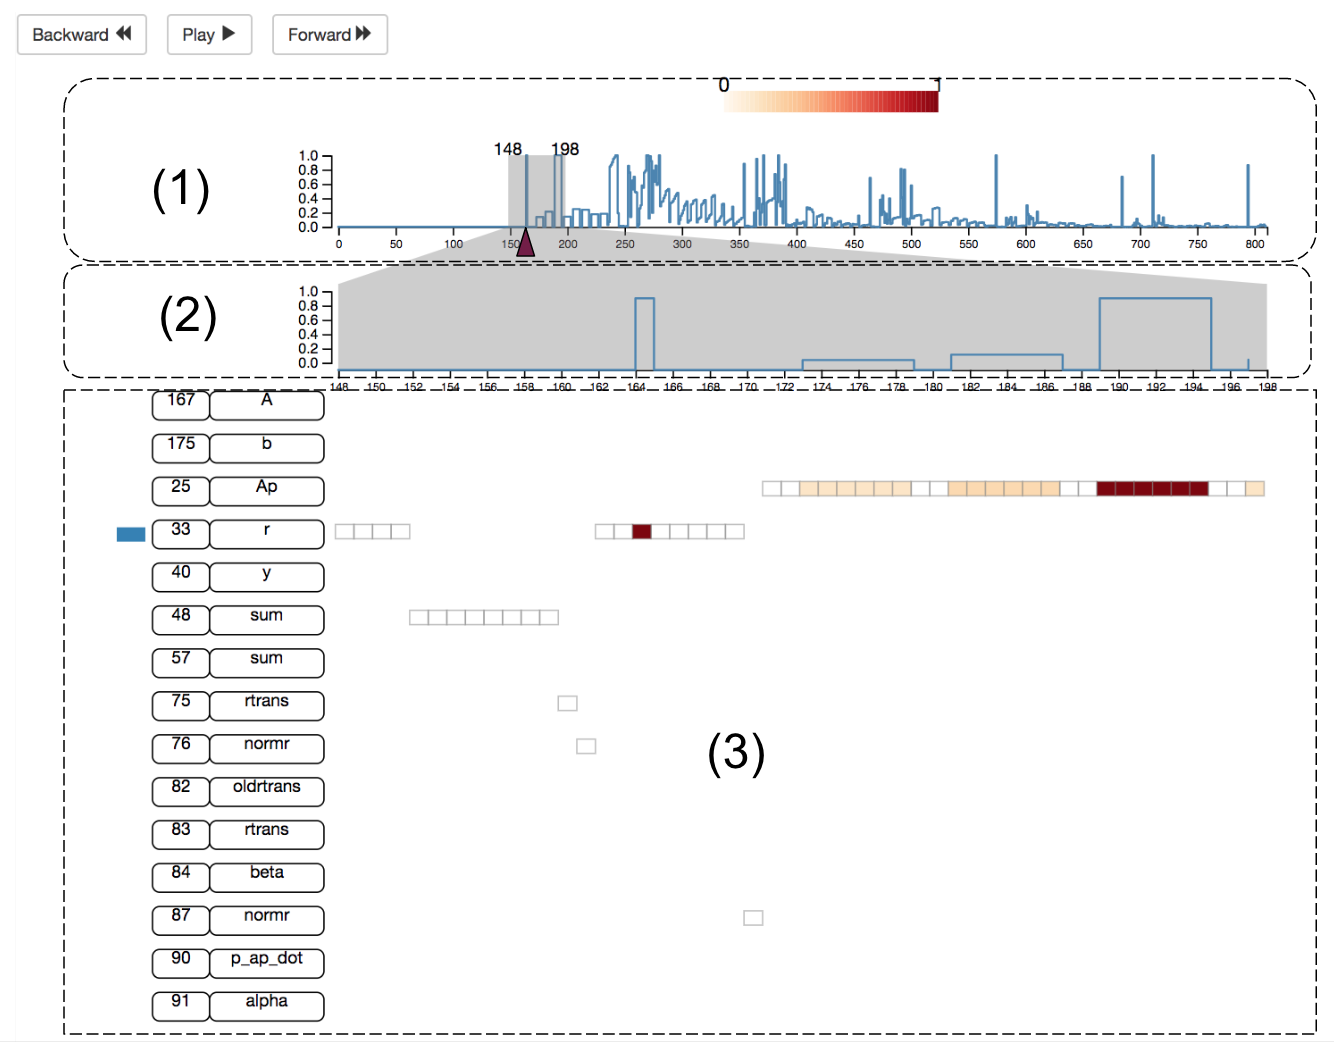 Backward Play Forward
0 1
148 198
(1)
1.0
0.8
0.6
0.4
0.2
0.0
0 50 100 150 200 250 300 350 400 450 500 550 600 650 700 750 800
(2)
1.0
0.8
0.6
0.4
0.2
0.0
148 150 152 154 156 158 160 162 164 166 168 170 172 174 176 178 180 182 184 186 188 190 192 194 196 198
167 A
175 b
25 Ap
33 r
40 y
48 sum
57 sum
75 rtrans
76 normr
(3)
82 oldrtrans
83 rtrans
84 beta
87 normr
90 p_ap_dot
91 alpha